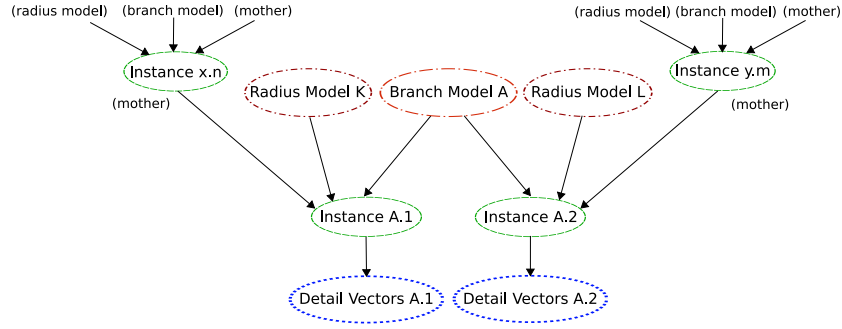 (radius model)
(branch model)
(mother)
(radius model)
(branch model)
(mother)
Instance x.n
Instance y.m
(mother)
Radius Model K
Branch Model A
Radius Model L
(mother)
Instance A.1
Instance A.2
Detail Vectors A.1
Detail Vectors A.2